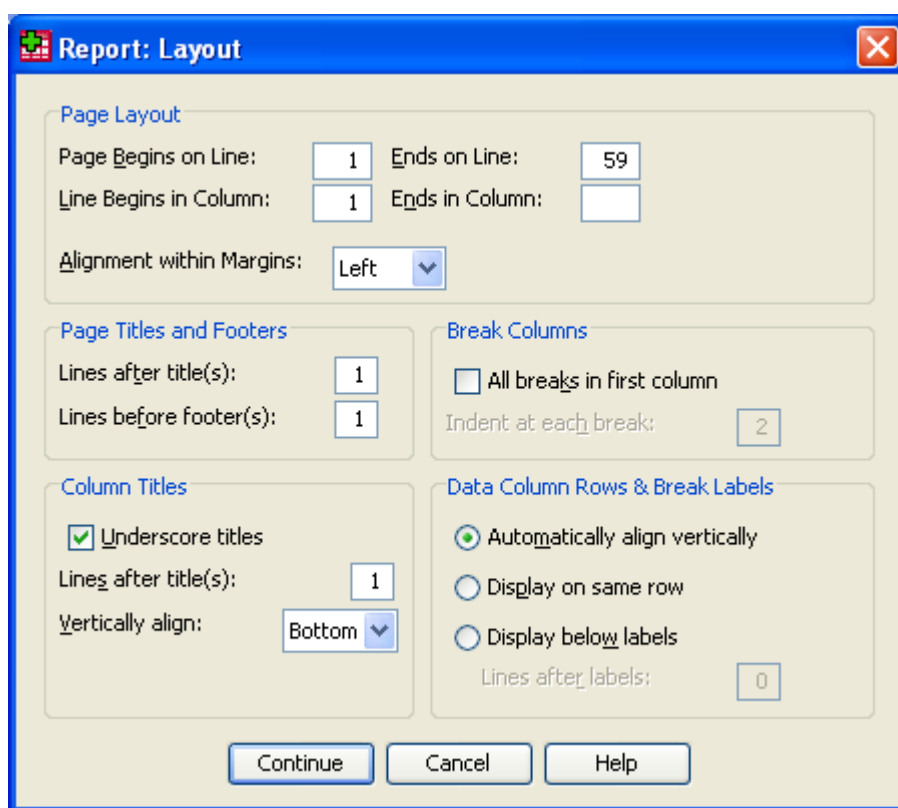 Report: Layout
Page Layout
Page Begins on Line: 1 Ends on Line: 59
Line Begins in Column: 1 Ends in Column:
Alignment within Margins: Left
Page Titles and Footers
Lines after title(s): 1
Lines before footer(s): 1
Break Columns
All breaks in first column
Indent at each break: 2
Column Titles
Underscore titles
Lines after title(s): 1
Vertically align: Bottom
Data Column Rows & Break Labels
Automatically align vertically
Display on same row
Display below labels
Lines after labels: 0
Continue Cancel Help